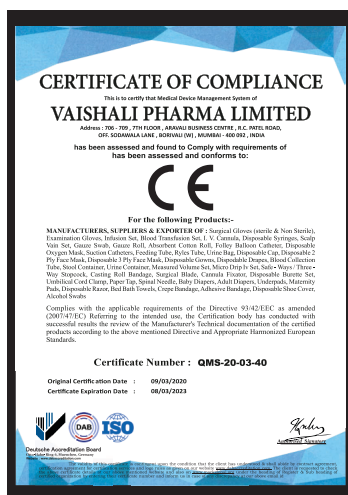 CERTIFICATE OF COMPLIANCE
This is to certify that Medical Device Management System of
VAISHALI PHARMA LIMITED
Address : 706 - 709 , 7TH FLOOR , ARAVALI BUSINESS CENTRE , R.C. PATEL ROAD,
OFF. SODAWALA LANE , BORIVALI (W) , MUMBAI - 400 092 , INDIA
has been assessed and found to Comply with requirements of
has been assessed and conforms to:
CE
For the following Products:-
MANUFACTURERS, SUPPLIERS & EXPORTER OF : Surgical Gloves (sterile & Non Sterile),
Examination Gloves, Infusion Set, Blood Transfusion Set, I. V. Cannula, Disposable Syringes, Scalp
Vain Set, Gauze Swab, Gauze Roll, Absorbent Cotton Roll, Folley Balloon Catheter, Disposable
Oxygen Mask, Suction Catheters, Feeding Tube, Ryles Tube, Urine Bag, Disposable Cap, Disposable 2
Ply Face Mask, Disposable 3 Ply Face Mask, Disposable Gowns, Dispodable Drapes, Blood Collection
Tube, Stool Container, Urine Container, Measured Volume Set, Micro Drip Iv Set, Safe - Ways / Three -
Way Stopcock, Casting Roll Bandage, Surgical Blade, Cannula Fixator, Disposable Burette Set,
Umbilical Cord Clamp, Paper Tap, Spinal Needle, Baby Diapers, Adult Diapers, Underpads, Maternity
Pads, Disposable Razor, Bed Bath Towels, Crepe Bandage, Adhesive Bandage, Disposable Shoe Cover,
Alcohol Swabs
Complies with the applicable requirements of the Directive 93/42/EEC as amended
(2007/47/EC) Referring to the intended use, the Certification body has conducted with
successful results the review of the Manufacturer's Technical documentation of the certified
products according to the above mentioned Directive and Appropriate Harmonized European
Standards.
Certificate Number : QMS-20-03-40
Original Certification Date : 09/03/2020
Certificate Expiration Date : 08/03/2023
DAB
ISO
Deutsche Accreditation Board
Authorized Signature